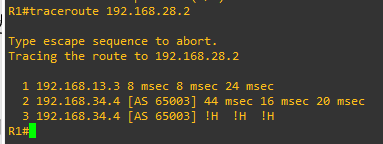 R1#traceroute 192.168.28.2
Type escape sequence to abort.
Tracing the route to 192.168.28.2
1 192.168.13.3 8 msec 8 msec 24 msec
2 192.168.34.4 [AS 65003] 44 msec 16 msec 20 msec
3 192.168.34.4 [AS 65003] !H !H !H
R1#